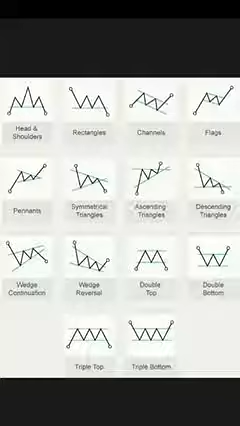 Head &
Shoulders
Rectangles
Channels
Flags
Pennants
Symmetrical
Triangles
Ascending
Triangles
Descending
Triangles
Wedge
Continuation
Wedge
Reversal
Double
Top
Double
Bottom
Triple Top
Triple Bottom